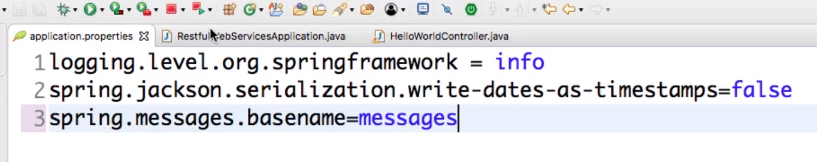 application.properties RestfulWebServicesApplication.java HelloWorldController.java
1 logging.level.org.springframework = info
2 spring.jackson.serialization.write-dates-as-timestamps=false
3 spring.messages.basename=messages